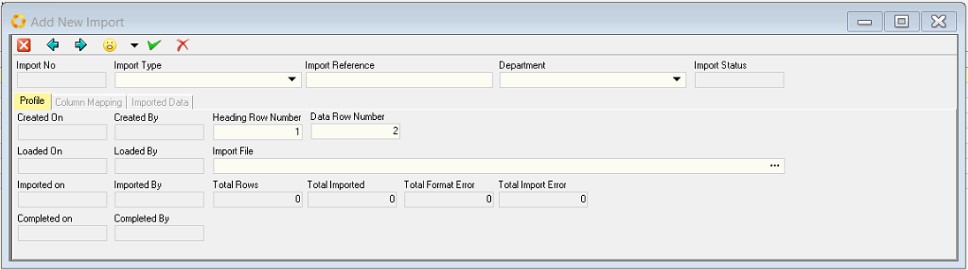 Add New Import
Import No Import Type Import Reference Department Import Status
Profile Column Mapping Imported Data
Created On Created By Heading Row Number Data Row Number
1 2
Loaded On Loaded By Import File
...
Imported on Imported By Total Rows Total Imported Total Format Error Total Import Error
0 0 0 0
Completed on Completed By